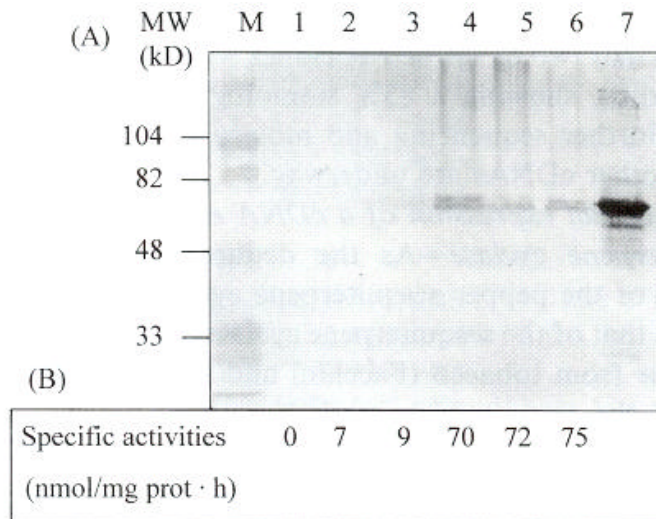 (A) MW M 1 2 3 4 5 6 7
(kD)
104
82
48
33
(B)
Specific activities 0 7 9 70 72 75
(nmol/mg prot · h)